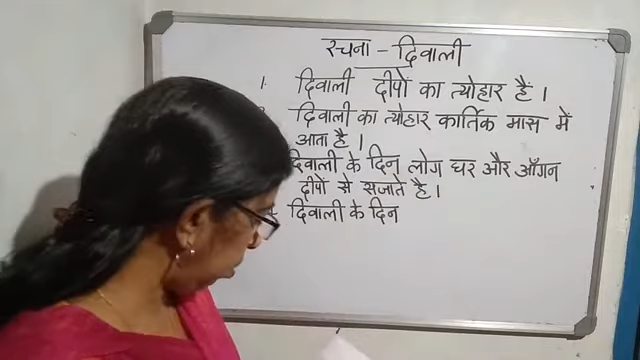 रचना - दिवाली
1. दिवाली दीपों का त्योहार हैं ।
दिवाली का त्योहार कार्तिक मास में
आता है ।
दिवाली के दिन लोग घर और आँगन
दीपों से सजाते है ।
दिवाली के दिन